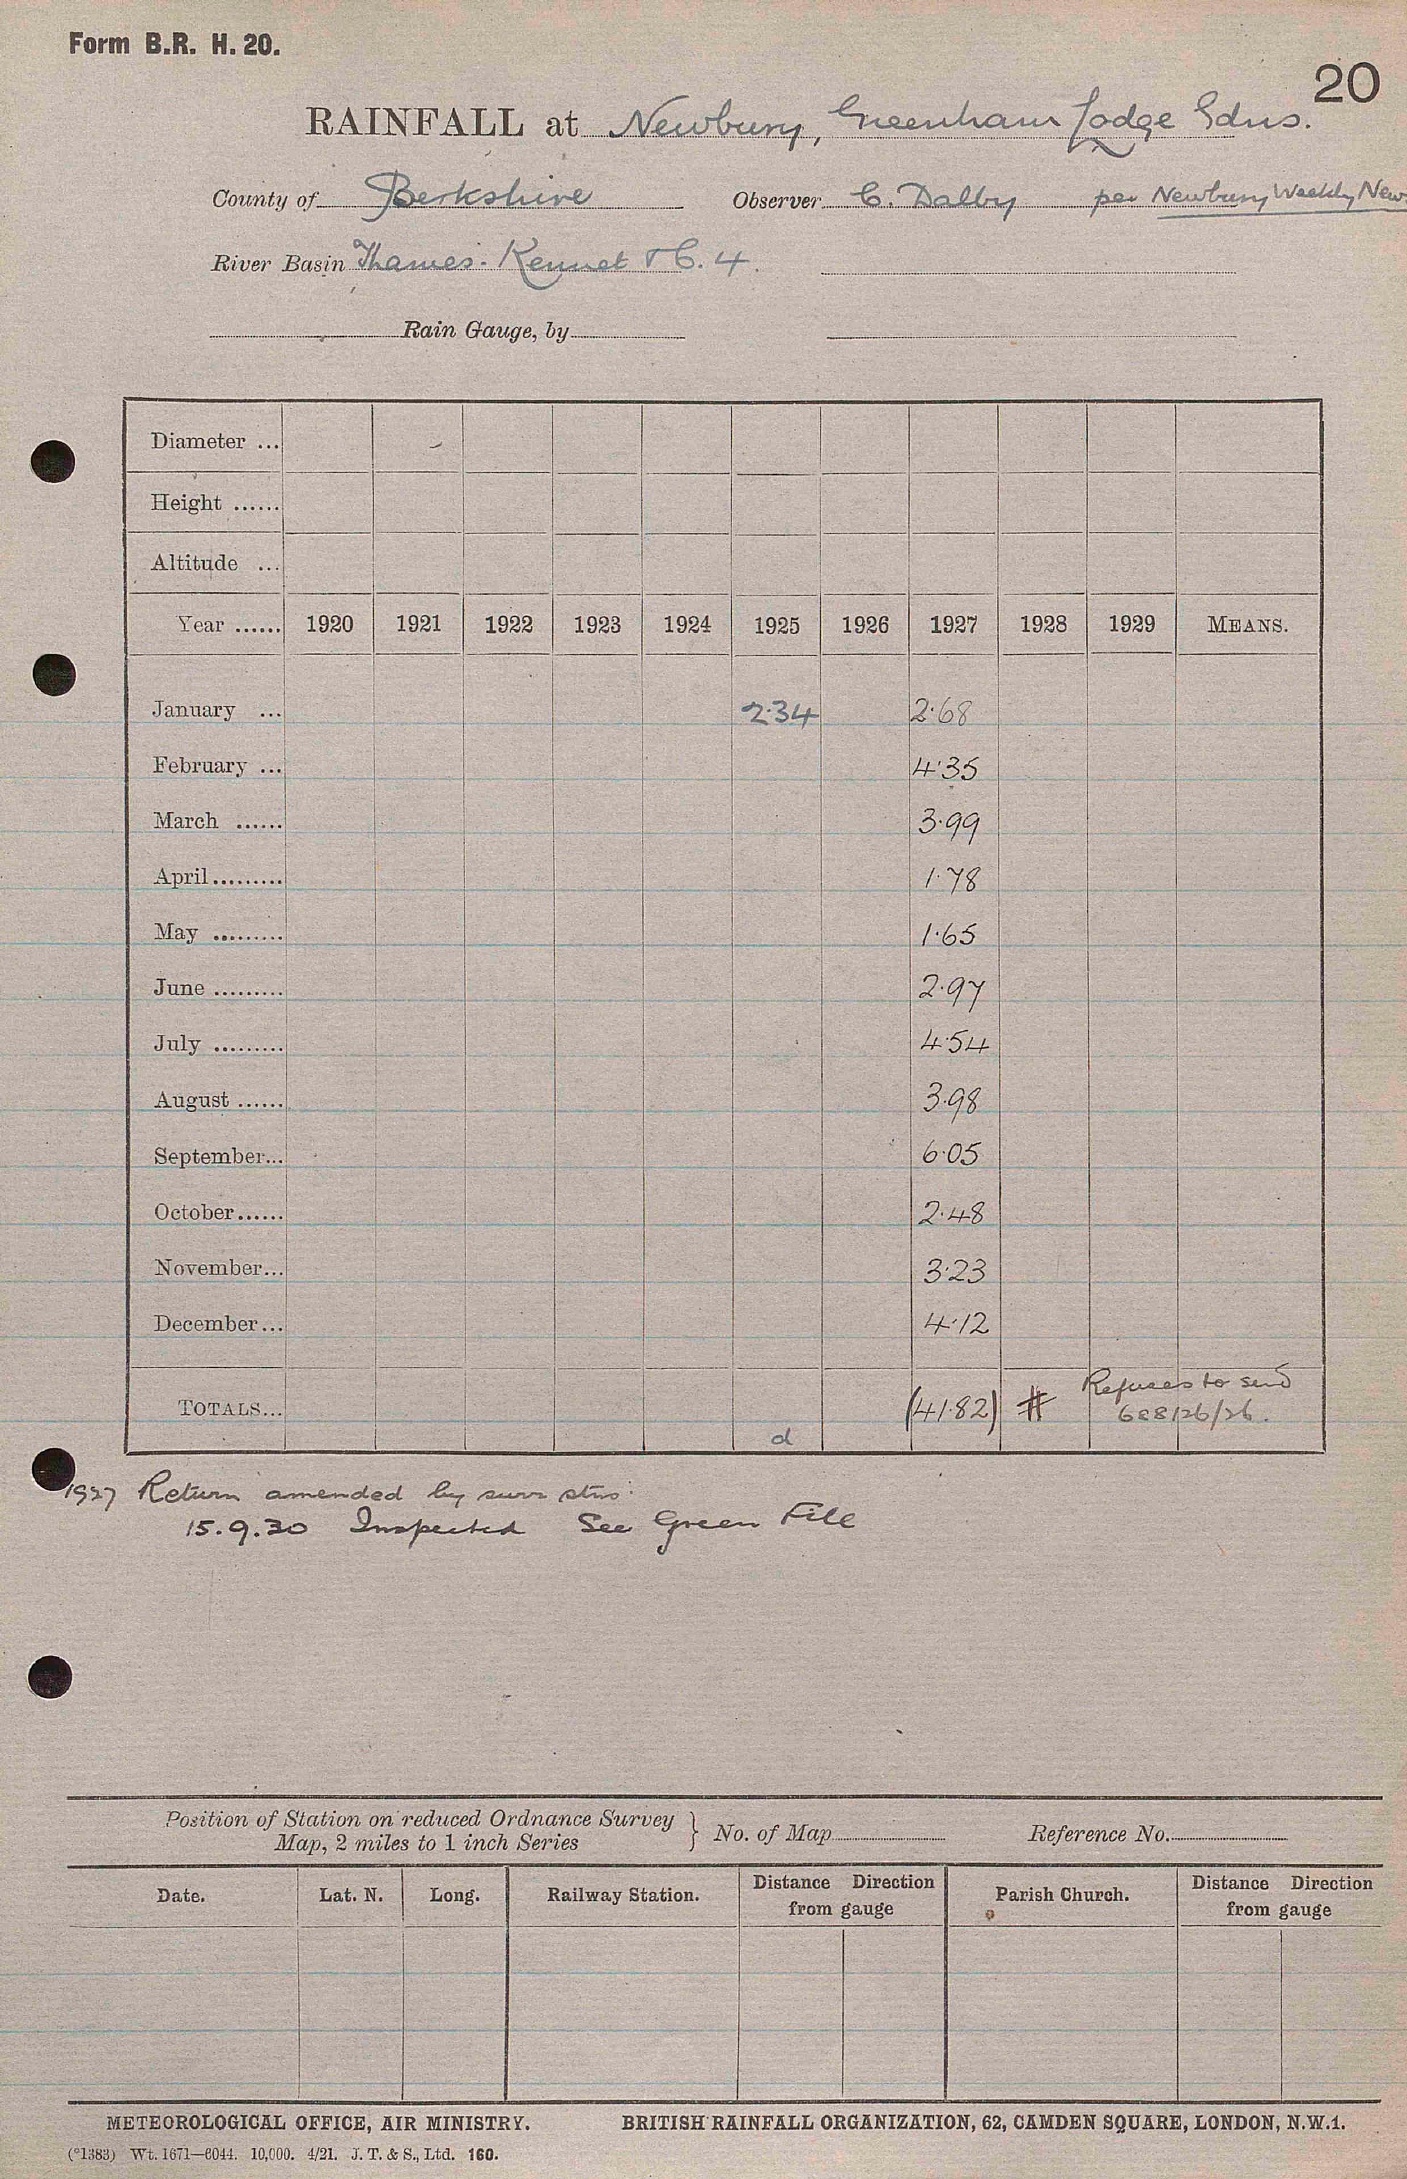 Form B.R. H. 20.
20
RAINFALL at Newbury, Greenham Lodge Gdns.
County of Berkshire Observer C. Dalby per Newbury Weekly News
River Basin Thames. Kennet & C. 4.
Rain Gauge, by
Diameter ...
Height ......
Altitude ...
Year ...... 1920 1921 1922 1923 1924 1925 1926 1927 1928 1929 MEANS.
January ... 2.34 2.68
February ... 4.35
March ...... 3.99
April......... 1.78
May ......... 1.65
June ......... 2.97
July ......... 4.54
August ...... 3.98
September... 6.05
October...... 2.48
November... 3.23
December... 4.12
TOTALS... d (41.82) # Refuses to send
688126/26.
1927 Return amended by surr stns.
15.9.30 Inspected See Green File
Position of Station on reduced Ordnance Survey
Map, 2 miles to 1 inch Series } No. of Map Reference No.
Date. Lat. N. Long. Railway Station. Distance Direction from gauge Parish Church. Distance Direction from gauge
METEOROLOGICAL OFFICE, AIR MINISTRY. BRITISH RAINFALL ORGANIZATION, 62, CAMDEN SQUARE, LONDON, N.W.1.
(*1383) Wt. 1671—6044. 10,000. 4/21. J. T. & S., Ltd. 160.